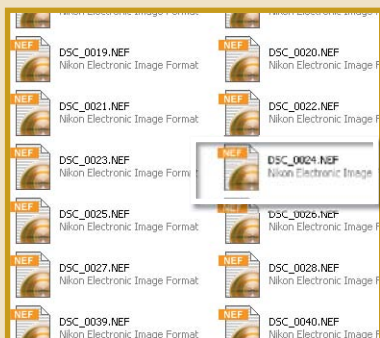 NEF DSC_0019.NEF
Nikon Electronic Image Format
NEF DSC_0020.NEF
Nikon Electronic Image F
NEF DSC_0021.NEF
Nikon Electronic Image Format
NEF DSC_0022.NEF
Nikon Electronic Image F
NEF DSC_0023.NEF
Nikon Electronic Image Form
NEF DSC_0024.NEF
Nikon Electronic Image
NEF DSC_0025.NEF
Nikon Electronic Image Format
NEF DSC_0026.NEF
Nikon Electronic Image F
NEF DSC_0027.NEF
Nikon Electronic Image Format
NEF DSC_0028.NEF
Nikon Electronic Image F
NEF DSC_0039.NEF
Nikon Electronic Image Format
NEF DSC_0040.NEF
Nikon Electronic Image F